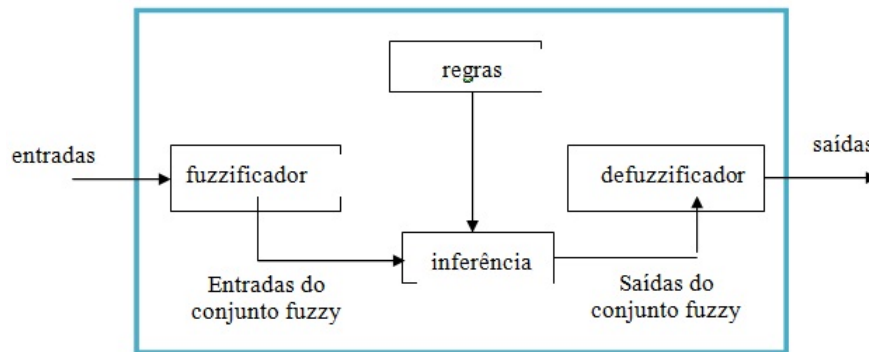 regras
entradas
fuzzificador
defuzzificador
saídas
inferência
Entradas do
conjunto fuzzy
Saídas do
conjunto fuzzy